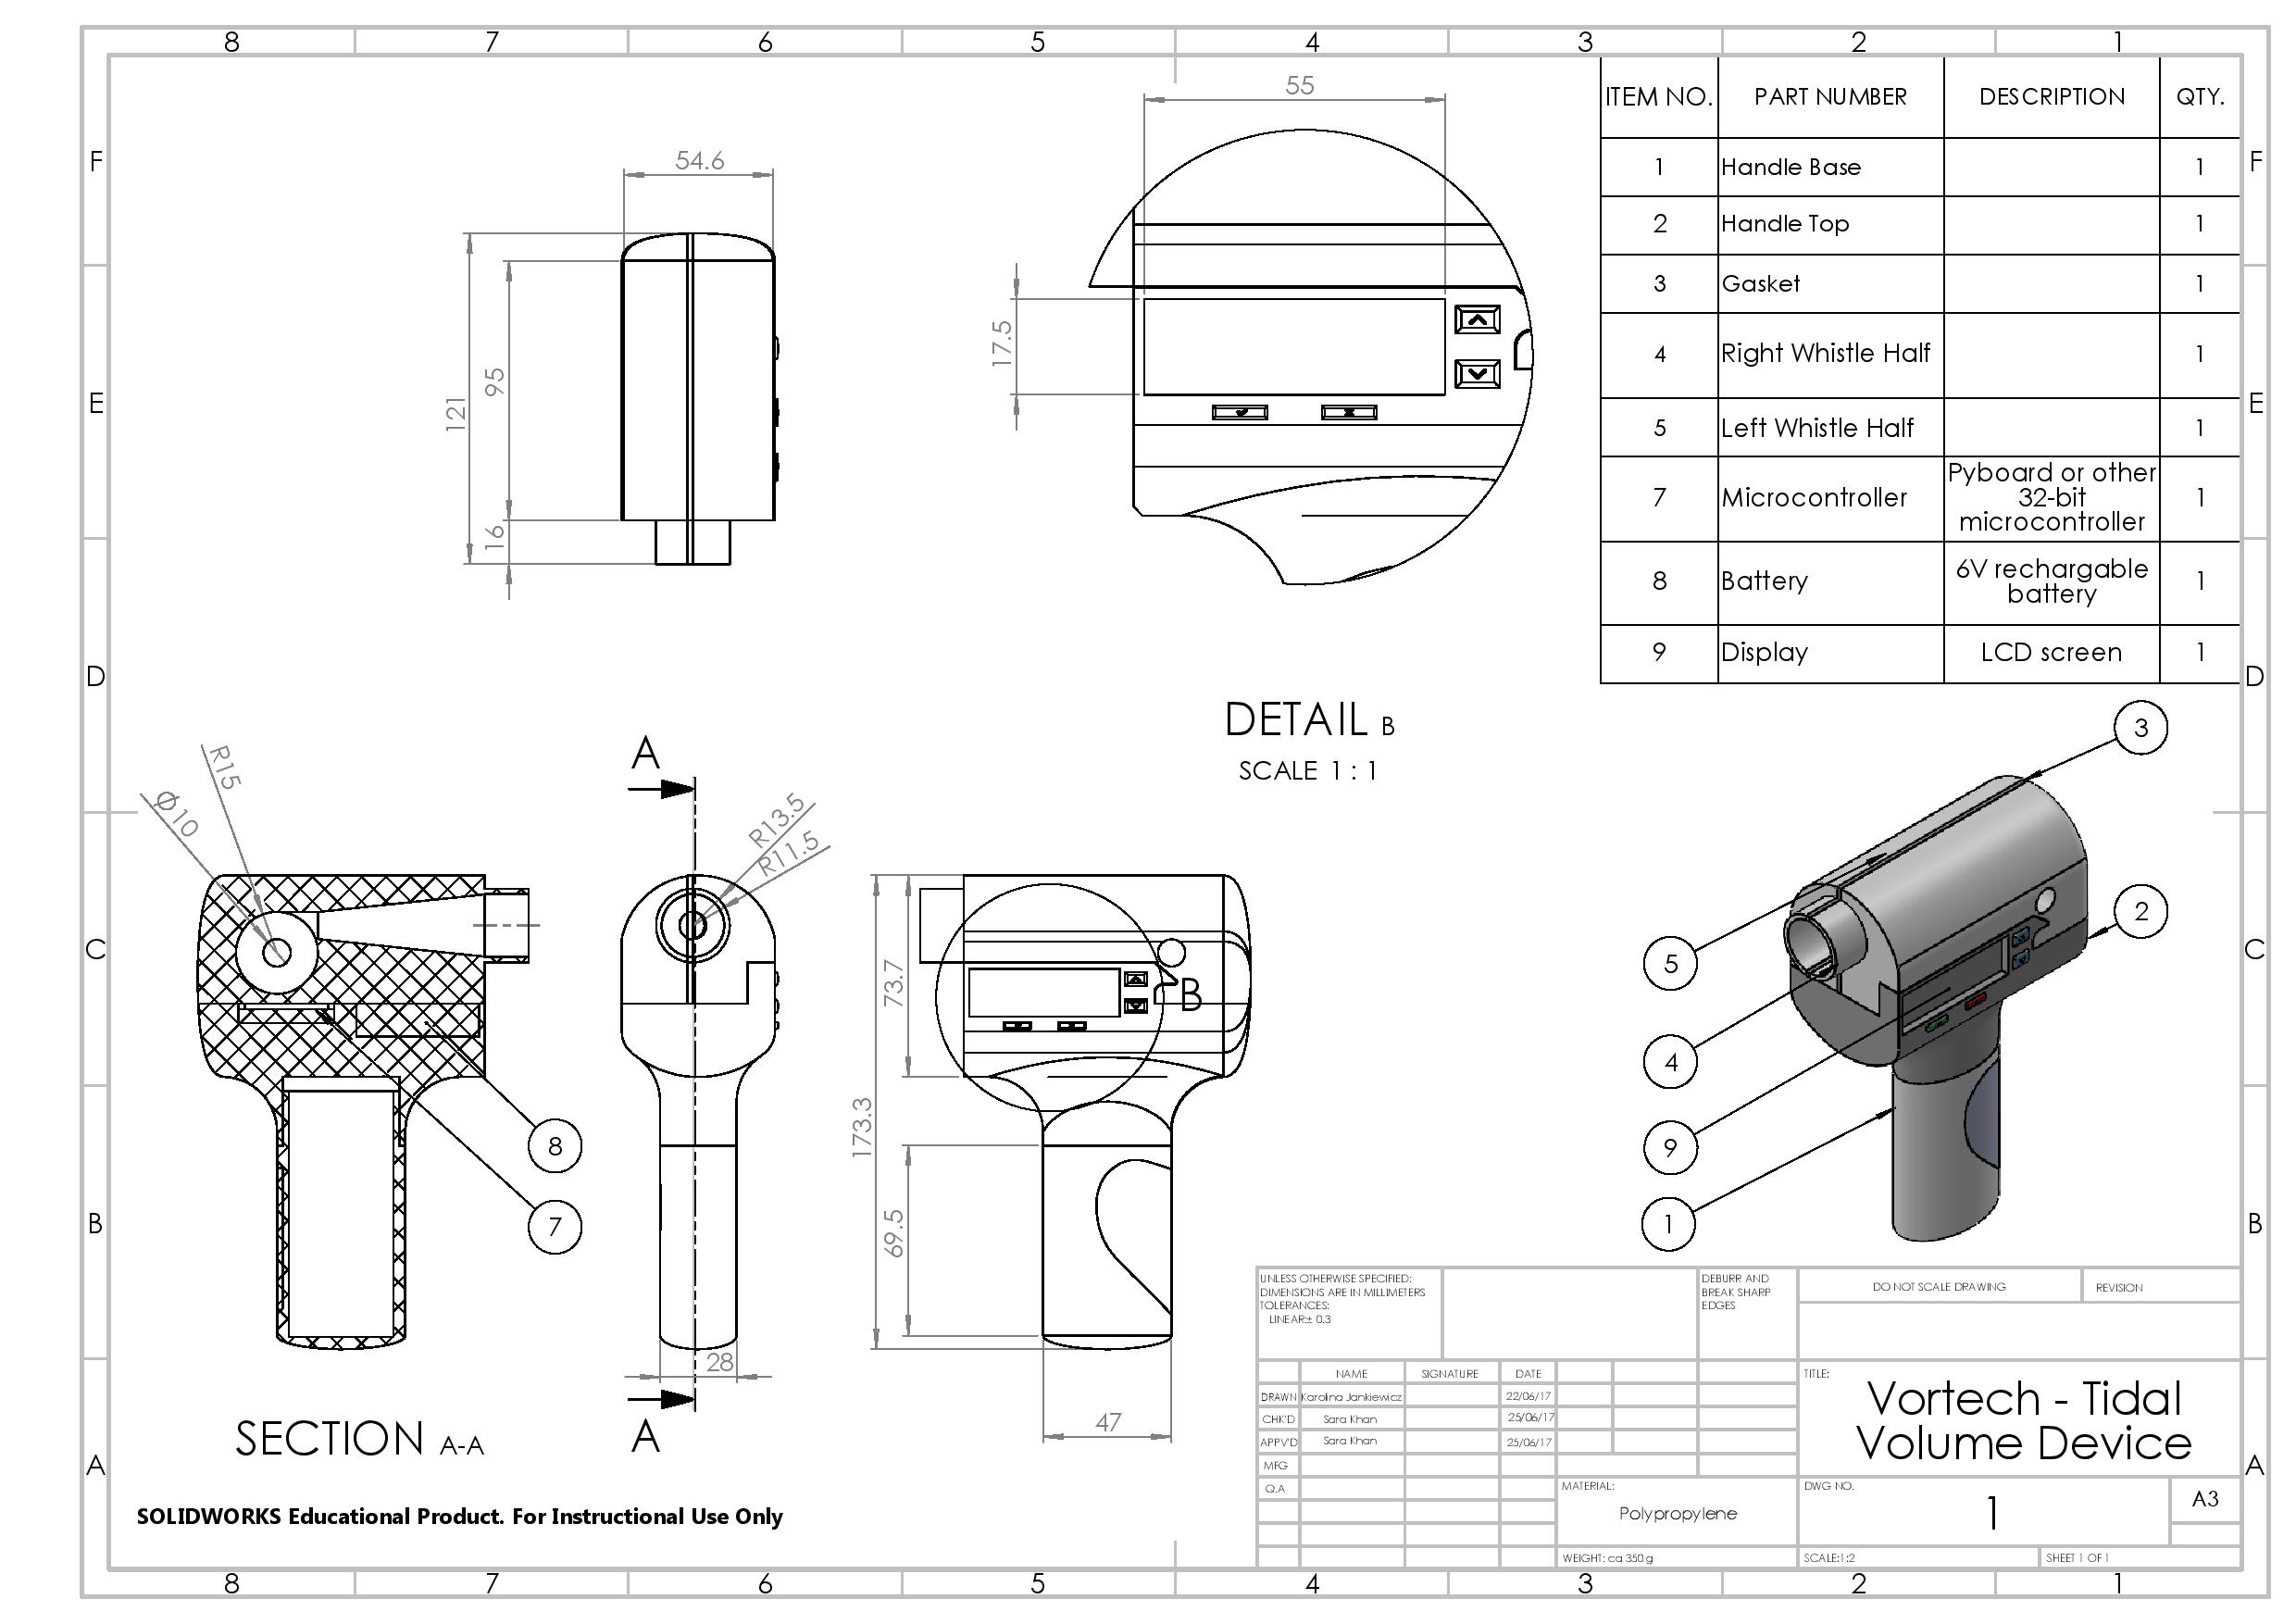 8 7 6 5 4 3 2 1
F
E
D
C
B
A
F
E
D
C
B
A
ITEM NO. PART NUMBER DESCRIPTION QTY.
1 Handle Base 1
2 Handle Top 1
3 Gasket 1
4 Right Whistle Half 1
5 Left Whistle Half 1
7 Microcontroller Pyboard or other
32-bit
microcontroller 1
8 Battery 6V rechargable
battery 1
9 Display LCD screen 1
54.6
121
95
16
55
17.5
DETAIL B
SCALE 1 : 1
R15
Ø10
8
7
SECTION A-A
A
R13.5
R11.5
28
A
73.7
173.3
69.5
47
B
3
2
5
4
9
1
UNLESS OTHERWISE SPECIFIED:
DIMENSIONS ARE IN MILLIMETERS
TOLERANCES:
LINEAR:± 0.3
DEBURR AND
BREAK SHARP
EDGES
DO NOT SCALE DRAWING
REVISION
NAME SIGNATURE DATE
DRAWN Karolina Jankiewicz 22/06/17
CHK'D Sara Khan 25/06/17
APPV'D Sara Khan 25/06/17
MFG
Q.A
MATERIAL:
Polypropylene
WEIGHT: ca 350 g
TITLE:
Vortech - Tidal
Volume Device
DWG NO.
1
A3
SCALE:1:2
SHEET 1 OF 1
SOLIDWORKS Educational Product. For Instructional Use Only
8 7 6 5 4 3 2 1